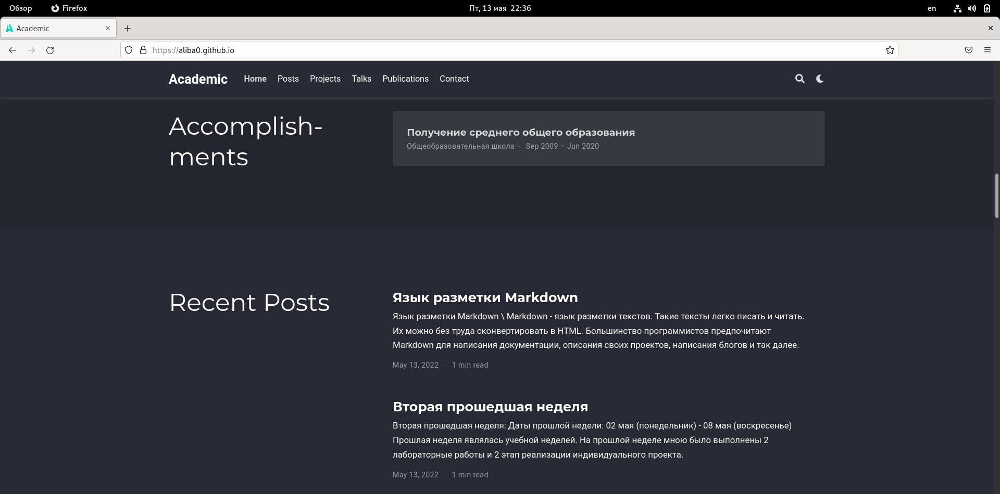 Обзор Firefox Пт, 13 мая 22:36 en
Academic
https://aliba0.github.io
Academic Home Posts Projects Talks Publications Contact
Accomplish-
ments
Получение среднего общего образования
Общеобразовательная школа · Sep 2009 – Jun 2020
Recent Posts
Язык разметки Markdown
Язык разметки Markdown \ Markdown - язык разметки текстов. Такие тексты легко писать и читать.
Их можно без труда сконвертировать в HTML. Большинство программистов предпочитают
Markdown для написания документации, описания своих проектов, написания блогов и так далее.
May 13, 2022 · 1 min read
Вторая прошедшая неделя
Вторая прошедшая неделя: Даты прошлой недели: 02 мая (понедельник) - 08 мая (воскресенье)
Прошлая неделя являлась учебной неделей. На прошлой неделе мною было выполнены 2
лабораторные работы и 2 этап реализации индивидуального проекта.
May 13, 2022 · 1 min read